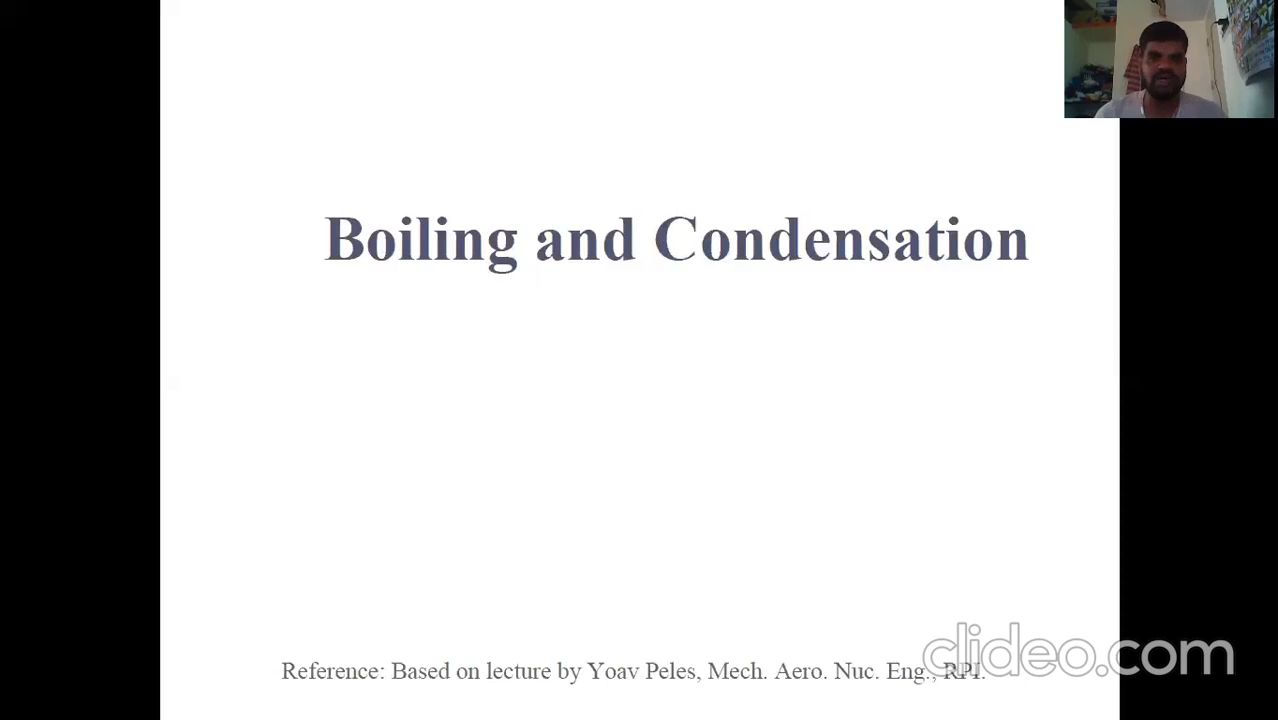 Boiling and Condensation
Reference: Based on lecture by Yoav Peles, Mech. Aero. Nuc. Eng., RPI.
clideo.com